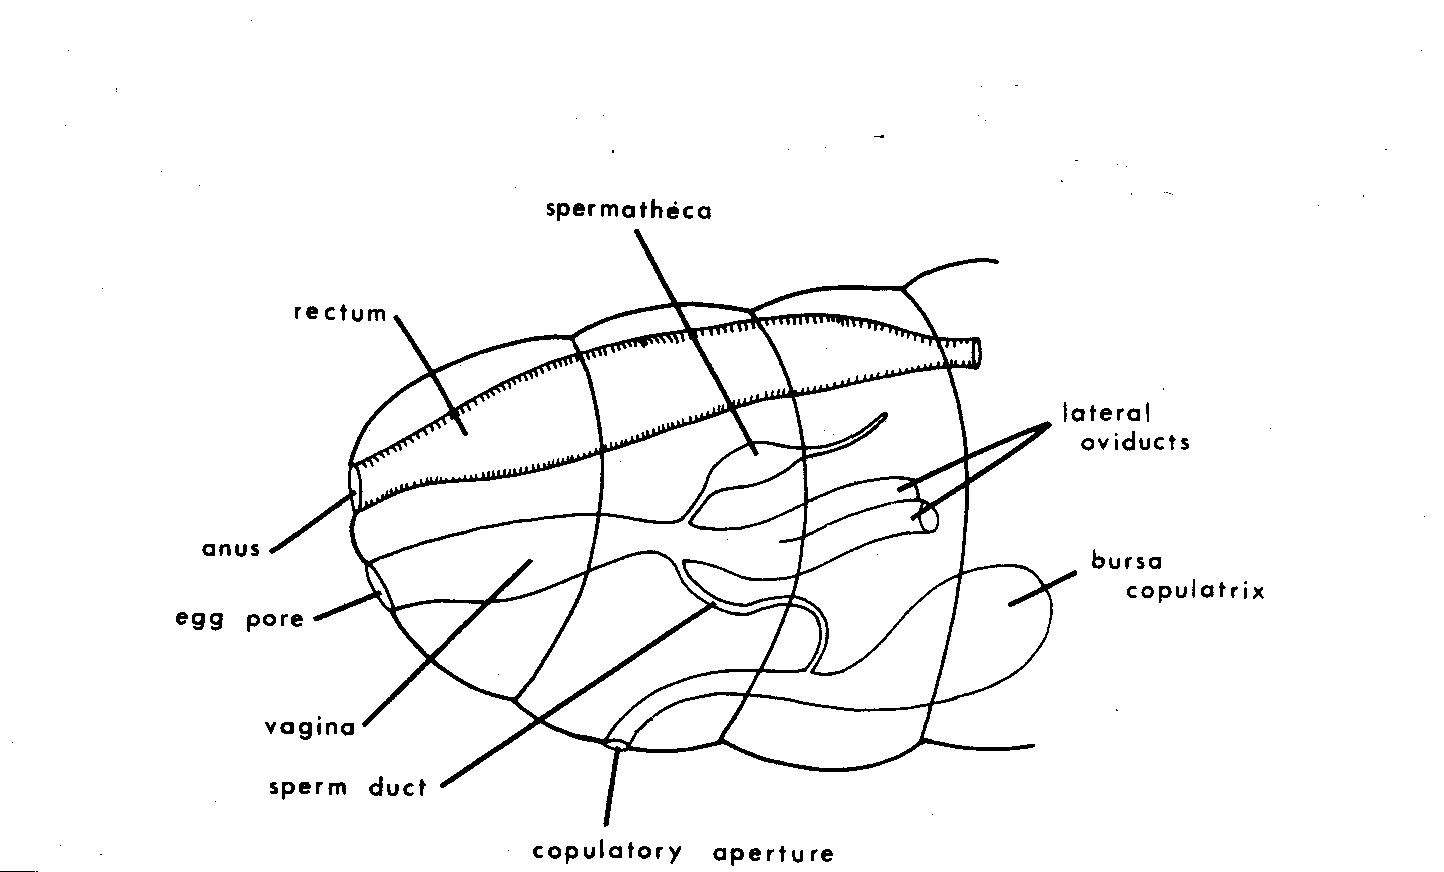 spermatheca
rectum
lateral
oviducts
anus
bursa
copulatrix
egg pore
vagina
sperm duct
copulatory aperture